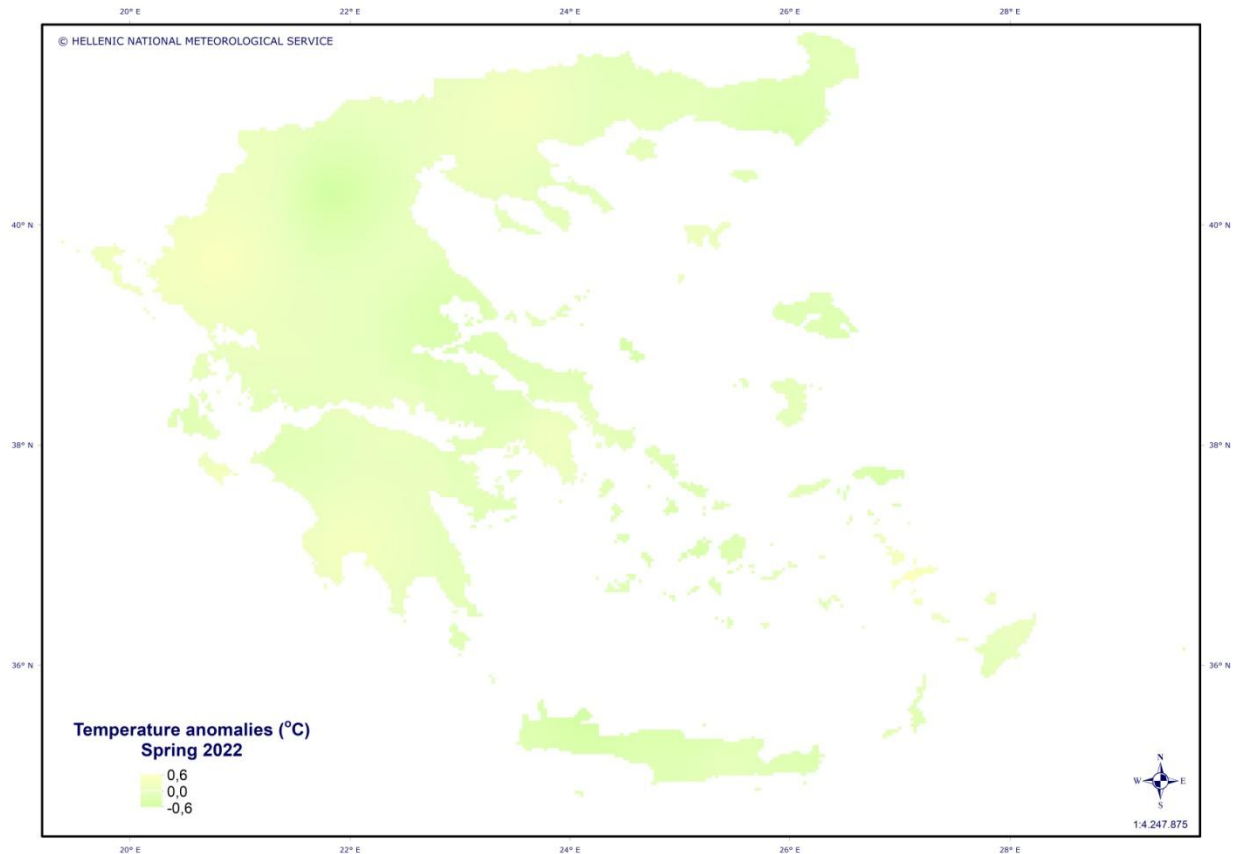 20° E 22° E 24° E 26° E 28° E
© HELLENIC NATIONAL METEOROLOGICAL SERVICE
40° N 40° N
38° N 38° N
36° N 36° N
Temperature anomalies (°C)
Spring 2022
0,6
0,0
-0,6
N
W E
S
1:4.247.875
20° E 22° E 24° E 26° E 28° E